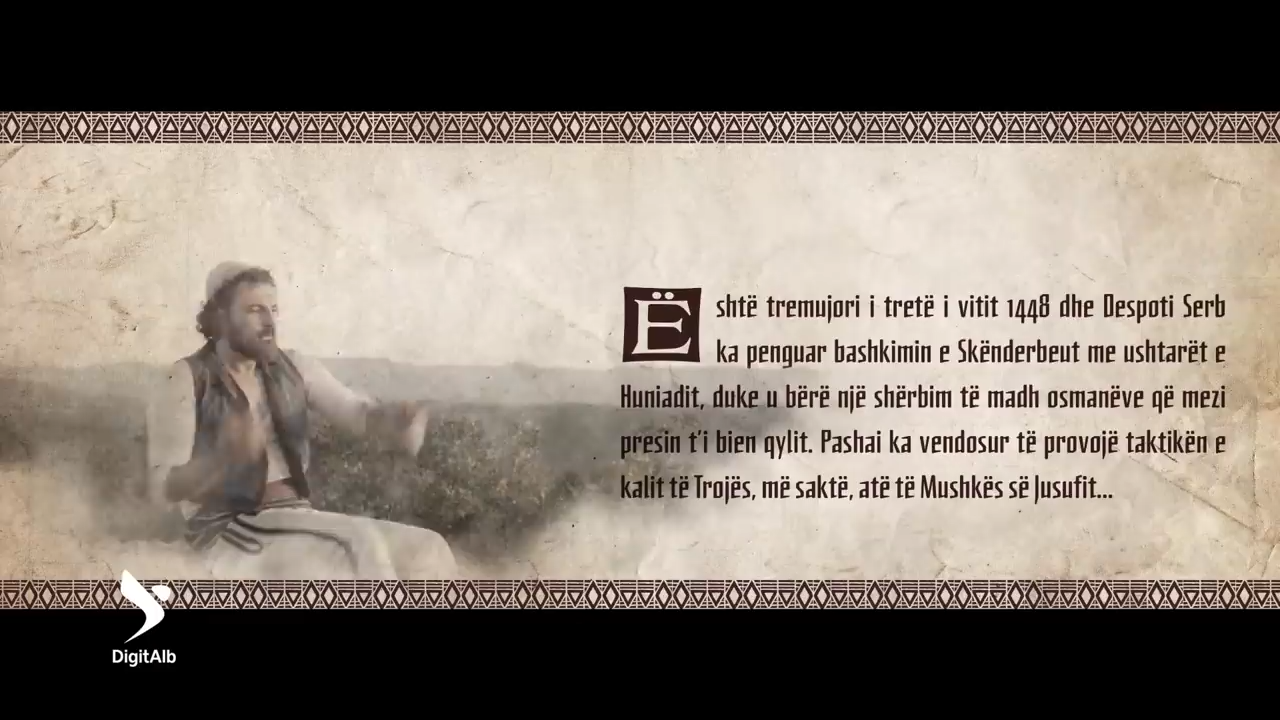 Është tremujori i tretë i vitit 1448 dhe Despoti Serb
ka penguar bashkimin e Skënderbeut me ushtarët e
Huniadit, duke u bërë një shërbim të madh osmanëve që mezi
presin t'i bien qylit. Pashai ka vendosur të provojë taktikën e
kalit të Trojës, më saktë, atë të Mushkës së Jusufit...
DigitAlb